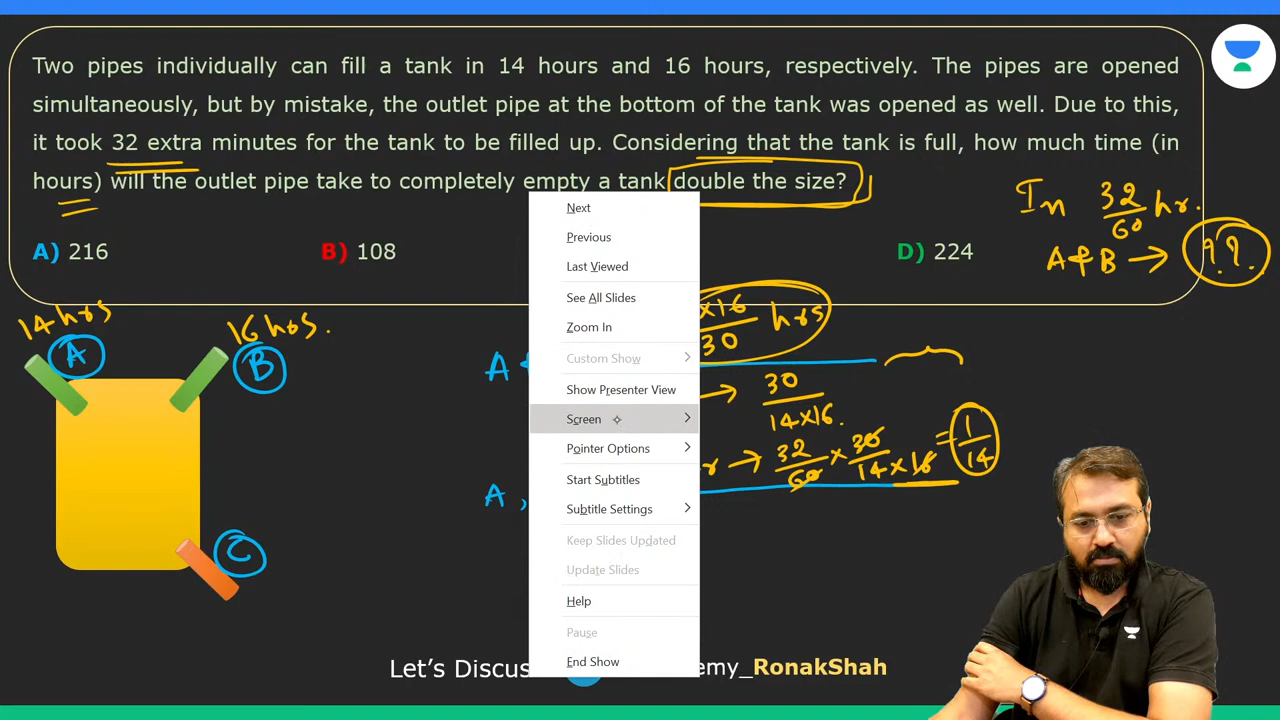 Two pipes individually can fill a tank in 14 hours and 16 hours, respectively. The pipes are opened
simultaneously, but by mistake, the outlet pipe at the bottom of the tank was opened as well. Due to this,
it took 32 extra minutes for the tank to be filled up. Considering that the tank is full, how much time (in
hours) will the outlet pipe take to completely empty a tank double the size?
In 32/60 hr.
A & B → ??
A) 216
B) 108
D) 224
14 hrs
A
16 hrs.
B
C
Next
Previous
Last Viewed
See All Slides
Zoom In
Custom Show
Show Presenter View
Screen
Pointer Options
Start Subtitles
Subtitle Settings
Keep Slides Updated
Update Slides
Help
Pause
End Show
×16/30 hrs
A
→ 30/14×16.
→ 32/60 × 30/14×16 = 1/14
A ,
Let's Discus
emy_RonakShah